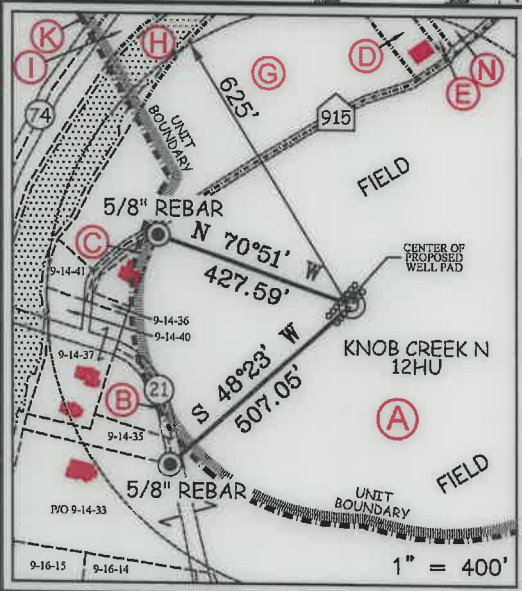 K
I
H
G
D
E
N
74
625'
915
UNIT
BOUNDARY
FIELD
5/8" REBAR
C
N 70°51' W
427.59'
CENTER OF
PROPOSED
WELL PAD
9-14-41
9-14-36
9-14-40
9-14-37
KNOB CREEK N
12HU
B
21
S 48°23' W
507.05'
A
9-14-35
5/8" REBAR
FIELD
UNIT
BOUNDARY
P/O 9-14-33
9-16-15
9-16-14
1" = 400'